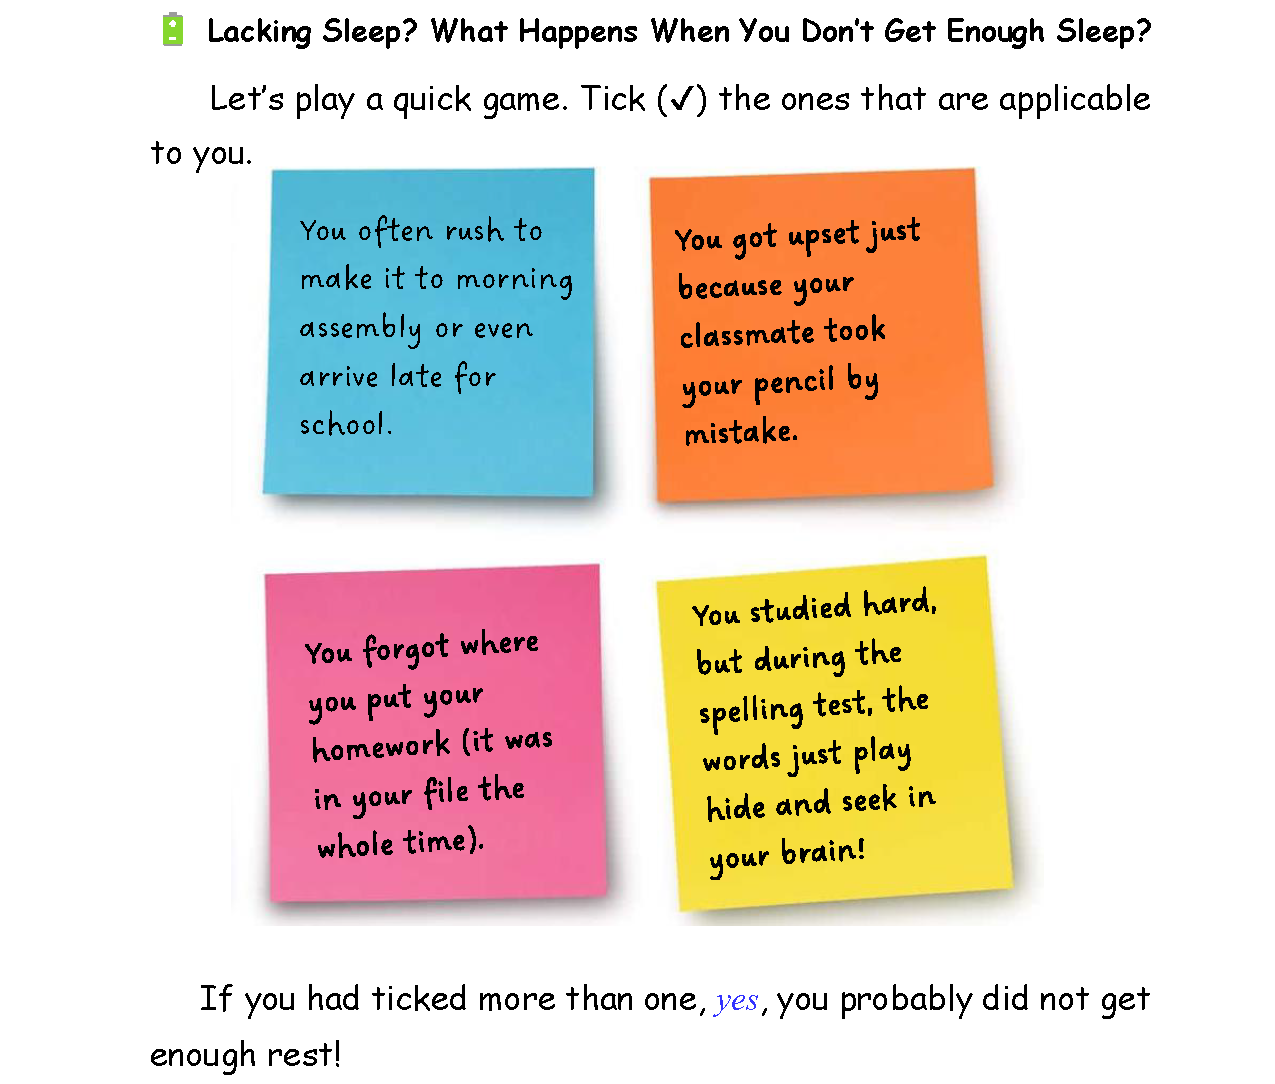 Lacking Sleep? What Happens When You Don't Get Enough Sleep?
Let's play a quick game. Tick (✓) the ones that are applicable
to you.
You often rush to
make it to morning
assembly or even
arrive late for
school.
You got upset just
because your
classmate took
your pencil by
mistake.
You forgot where
you put your
homework (it was
in your file the
whole time).
You studied hard,
but during the
spelling test, the
words just play
hide and seek in
your brain!
If you had ticked more than one, yes, you probably did not get
enough rest!